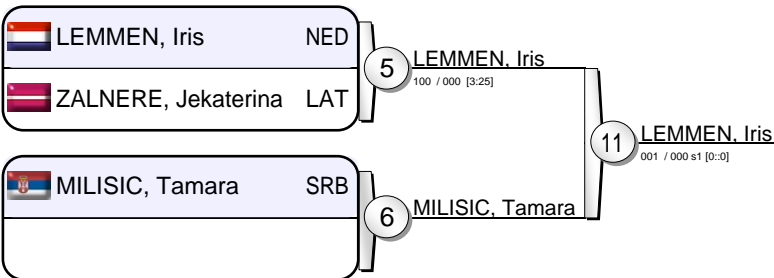 LEMMEN, Iris NED
ZALNERE, Jekaterina LAT
5 LEMMEN, Iris
100 / 000 [3:25]
11 LEMMEN, Iris
001 / 000 s1 [0::0]
MILISIC, Tamara SRB
6 MILISIC, Tamara